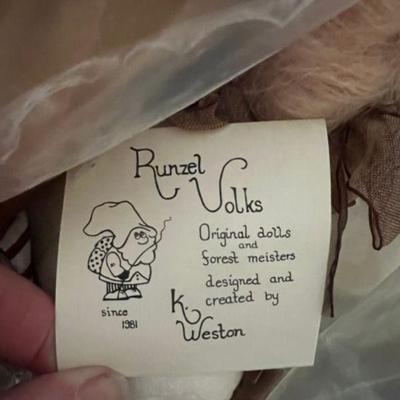 Runzel
Volks
Original dolls
and
forest meisters
designed and
created by
K.
Weston
since
1981